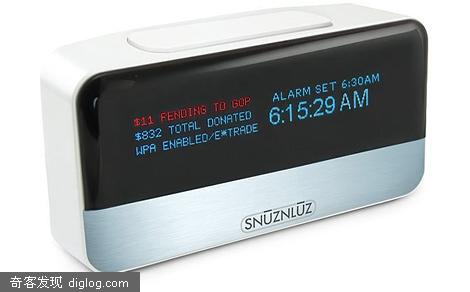 $11 PENDING TO GOP
$832 TOTAL DONATED
WPA ENABLED/E*TRADE
ALARM SET 6:30AM
6:15:29 AM
SNŪZNLŪZ
奇客发现 diglog.com